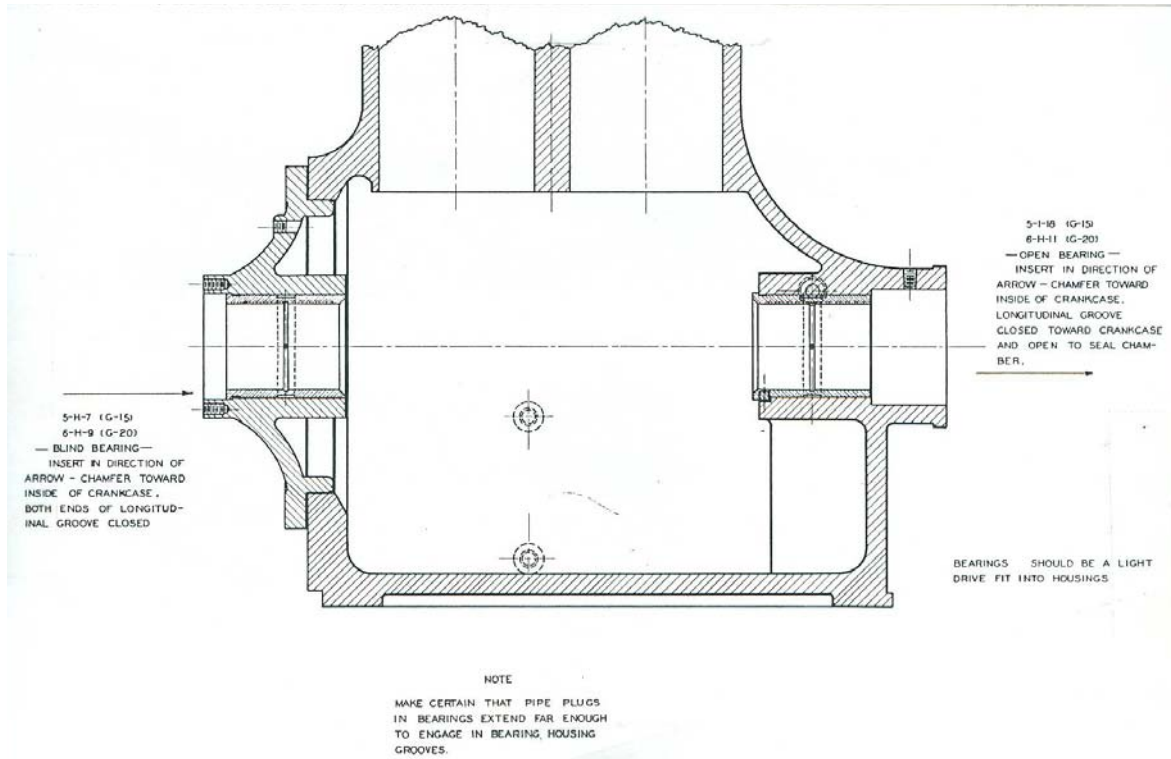 5-1-18 (G-15)
6-H-11 (G-20)
— OPEN BEARING —
INSERT IN DIRECTION OF
ARROW - CHAMFER TOWARD
INSIDE OF CRANKCASE.
LONGITUDINAL GROOVE
CLOSED TOWARD CRANKCASE
AND OPEN TO SEAL CHAM-
BER.
5-H-7 (G-15)
6-H-9 (G-20)
— BLIND BEARING —
INSERT IN DIRECTION OF
ARROW - CHAMFER TOWARD
INSIDE OF CRANKCASE.
BOTH ENDS OF LONGITUD-
INAL GROOVE CLOSED
BEARINGS SHOULD BE A LIGHT
DRIVE FIT INTO HOUSINGS
NOTE
MAKE CERTAIN THAT PIPE PLUGS
IN BEARINGS EXTEND FAR ENOUGH
TO ENGAGE IN BEARING HOUSING
GROOVES.